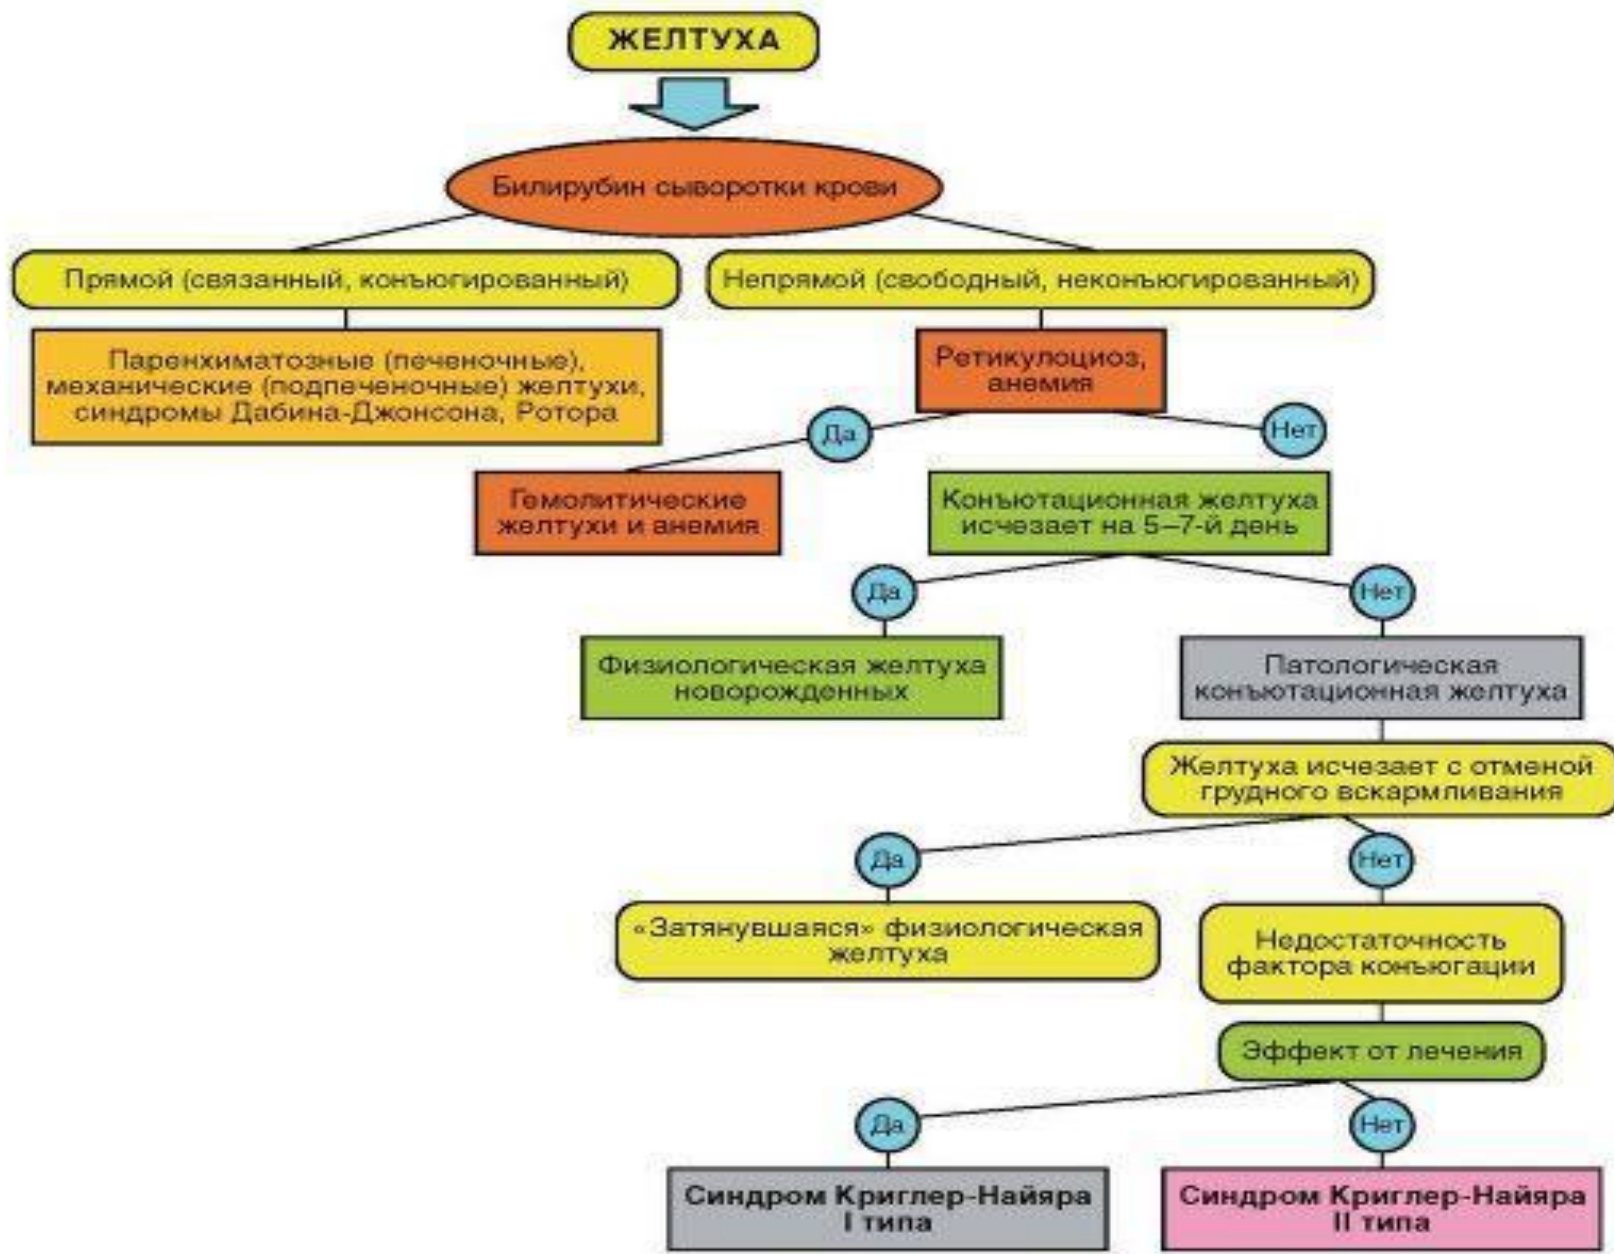 ЖЕЛТУХА
Билирубин сыворотки крови
Прямой (связанный, конъюгированный)
Непрямой (свободный, неконъюгированный)
Паренхиматозные (печеночные),
механические (подпеченочные) желтухи,
синдромы Дабина-Джонсона, Ротора
Ретикулоциоз,
анемия
Да
Нет
Гемолитические
желтухи и анемия
Конъютационная желтуха
исчезает на 5–7-й день
Да
Нет
Физиологическая желтуха
новорожденных
Патологическая
конъютационная желтуха
Желтуха исчезает с отменой
грудного вскармливания
Да
Нет
«Затянувшаяся» физиологическая
желтуха
Недостаточность
фактора конъюгации
Эффект от лечения
Да
Нет
Синдром Криглер-Найяра
I типа
Синдром Криглер-Найяра
II типа